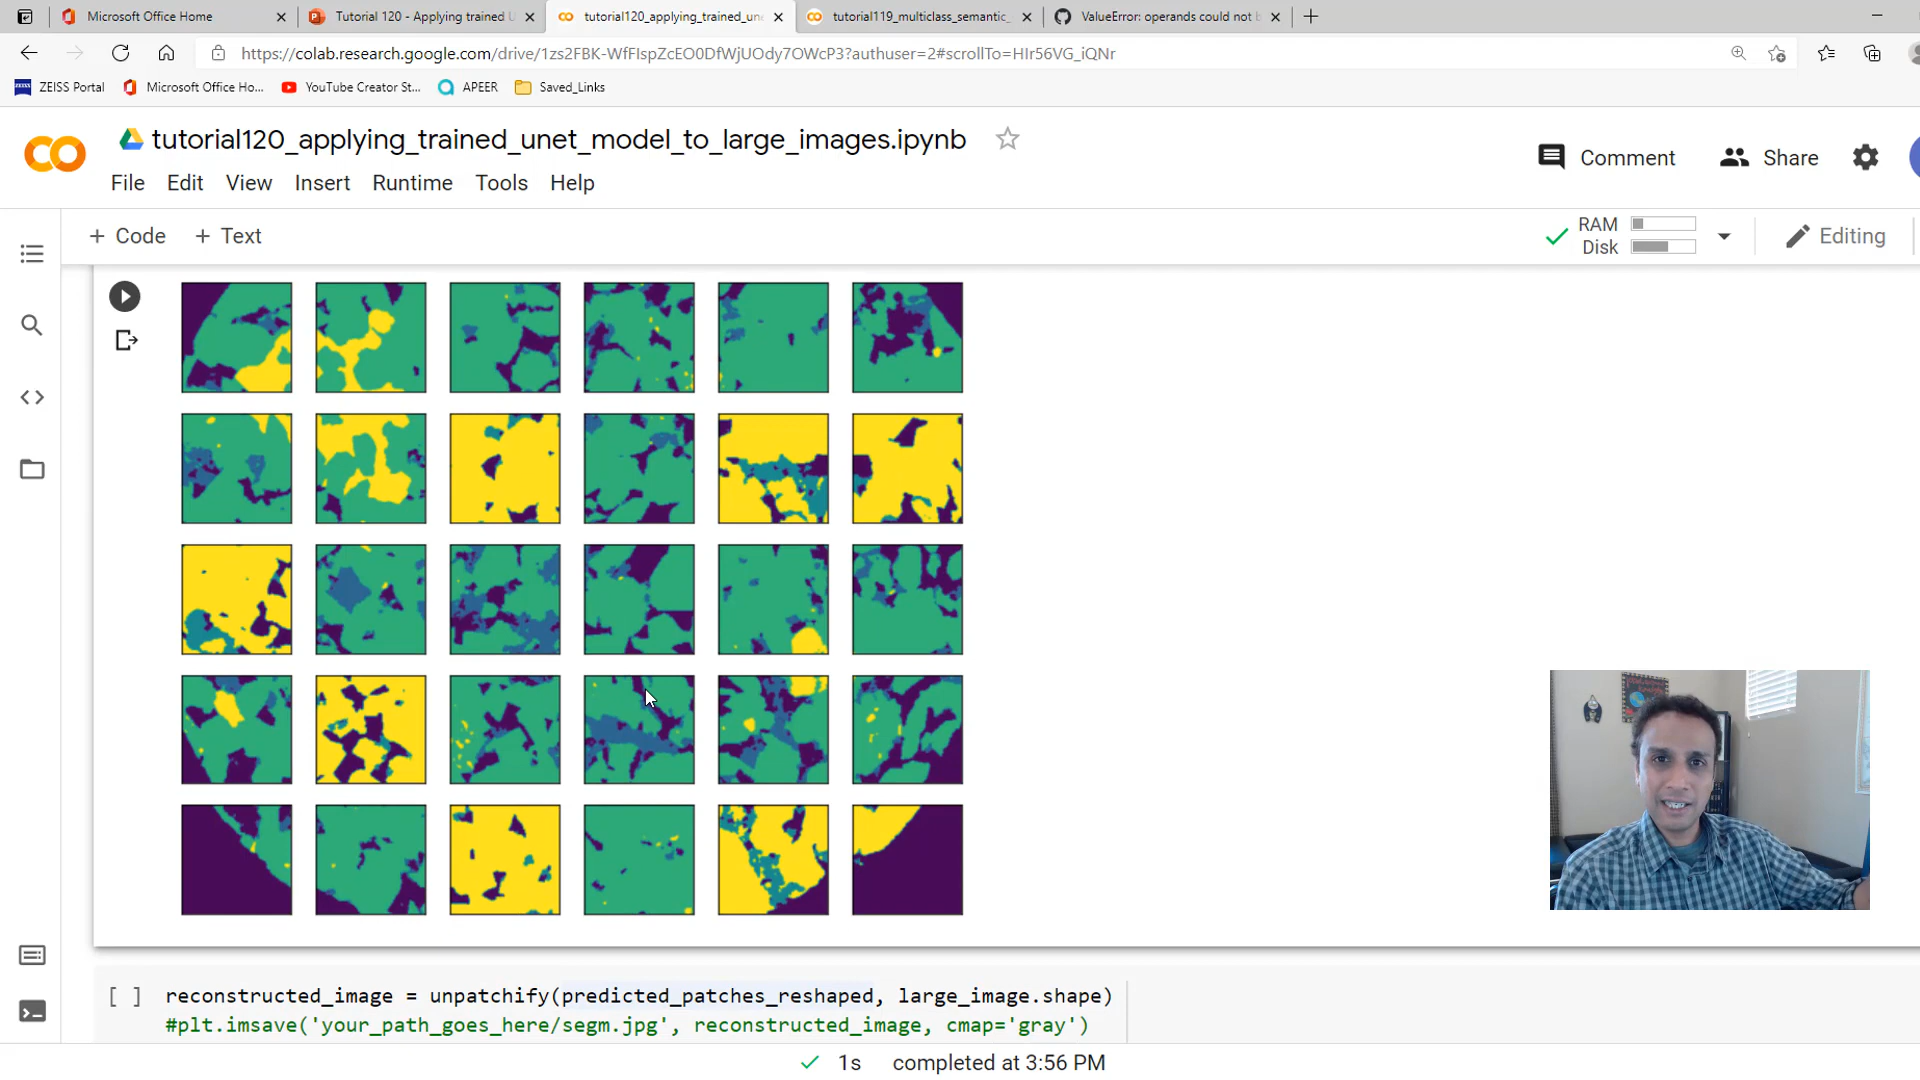 Microsoft Office Home
Tutorial 120 - Applying trained U
tutorial120_applying_trained_un
tutorial119_multiclass_semantic_
ValueError: operands could not b
https://colab.research.google.com/drive/1zs2FBK-WfFIspZcEO0DfWjUOdy7OWcP3?authuser=2#scrollTo=HIr56VG_iQNr
ZEISS Portal
Microsoft Office Ho...
YouTube Creator St...
APEER
Saved_Links
tutorial120_applying_trained_unet_model_to_large_images.ipynb
Comment
Share
File Edit View Insert Runtime Tools Help
+ Code + Text
RAM
Disk
Editing
[ ] reconstructed_image = unpatchify(predicted_patches_reshaped, large_image.shape)
#plt.imsave('your_path_goes_here/segm.jpg', reconstructed_image, cmap='gray')
1s completed at 3:56 PM